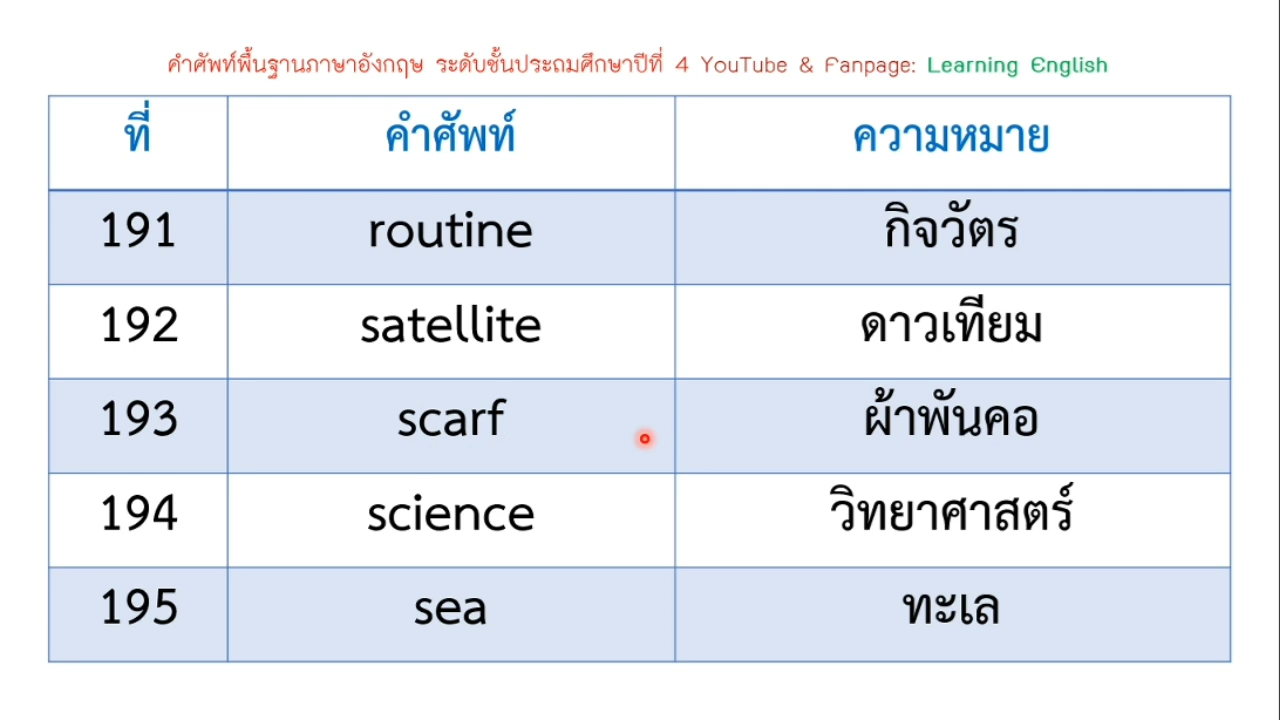 คำศัพท์พื้นฐานภาษาอังกฤษ ระดับชั้นประถมศึกษาปีที่ 4 YouTube & Fanpage: Learning English
ที่ คำศัพท์ ความหมาย
191 routine กิจวัตร
192 satellite ดาวเทียม
193 scarf ผ้าพันคอ
194 science วิทยาศาสตร์
195 sea ทะเล